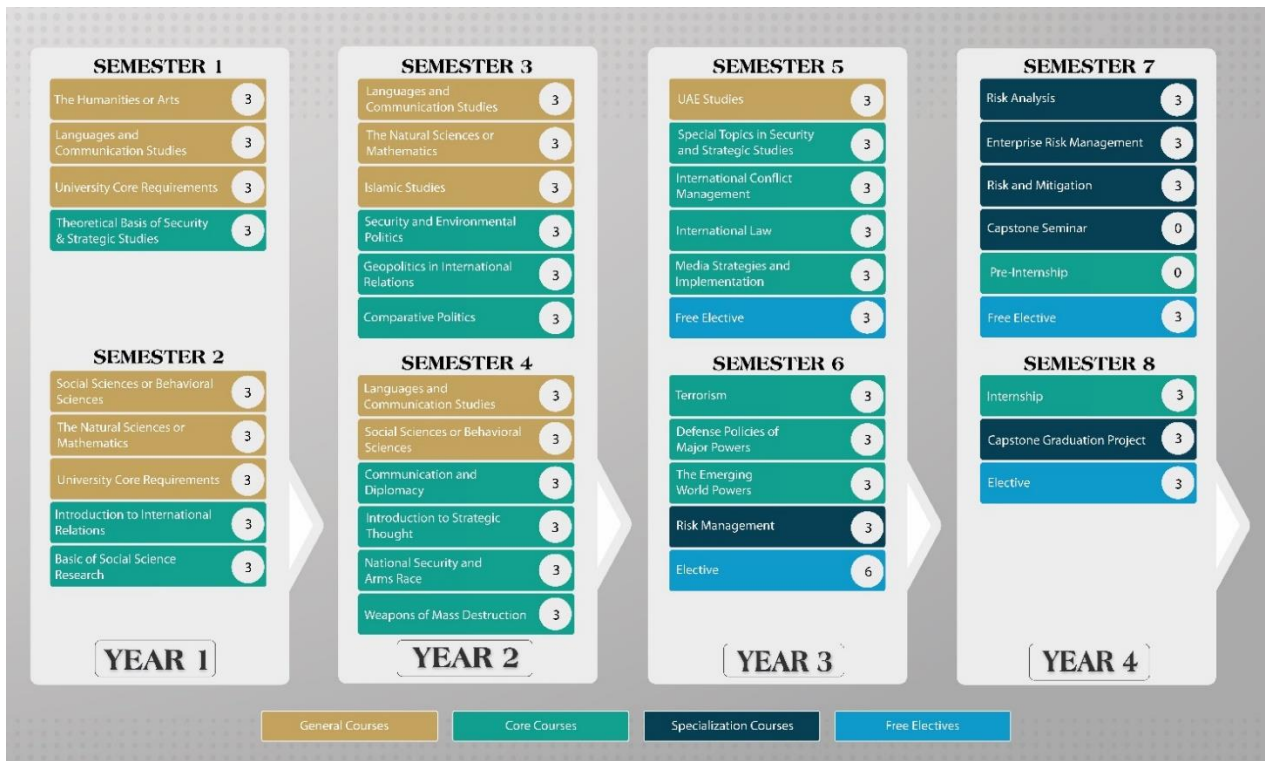 SEMESTER 1
The Humanities or Arts 3
Languages and
Communication Studies 3
University Core Requirements 3
Theoretical Basis of Security
& Strategic Studies 3
SEMESTER 2
Social Sciences or Behavioral
Sciences 3
The Natural Sciences or
Mathematics 3
University Core Requirements 3
Introduction to International
Relations 3
Basic of Social Science
Research 3
YEAR 1
SEMESTER 3
Languages and
Communication Studies 3
The Natural Sciences or
Mathematics 3
Islamic Studies 3
Security and Environmental
Politics 3
Geopolitics in International
Relations 3
Comparative Politics 3
SEMESTER 4
Languages and
Communication Studies 3
Social Sciences or Behavioral
Sciences 3
Communication and
Diplomacy 3
Introduction to Strategic
Thought 3
National Security and
Arms Race 3
Weapons of Mass Destruction 3
YEAR 2
SEMESTER 5
UAE Studies 3
Special Topics in Security
and Strategic Studies 3
International Conflict
Management 3
International Law 3
Media Strategies and
Implementation 3
Free Elective 3
SEMESTER 6
Terrorism 3
Defense Policies of
Major Powers 3
The Emerging
World Powers 3
Risk Management 3
Elective 6
YEAR 3
SEMESTER 7
Risk Analysis 3
Enterprise Risk Management 3
Risk and Mitigation 3
Capstone Seminar 0
Pre-Internship 0
Free Elective 3
SEMESTER 8
Internship 3
Capstone Graduation Project 3
Elective 3
YEAR 4
General Courses
Core Courses
Specialization Courses
Free Electives